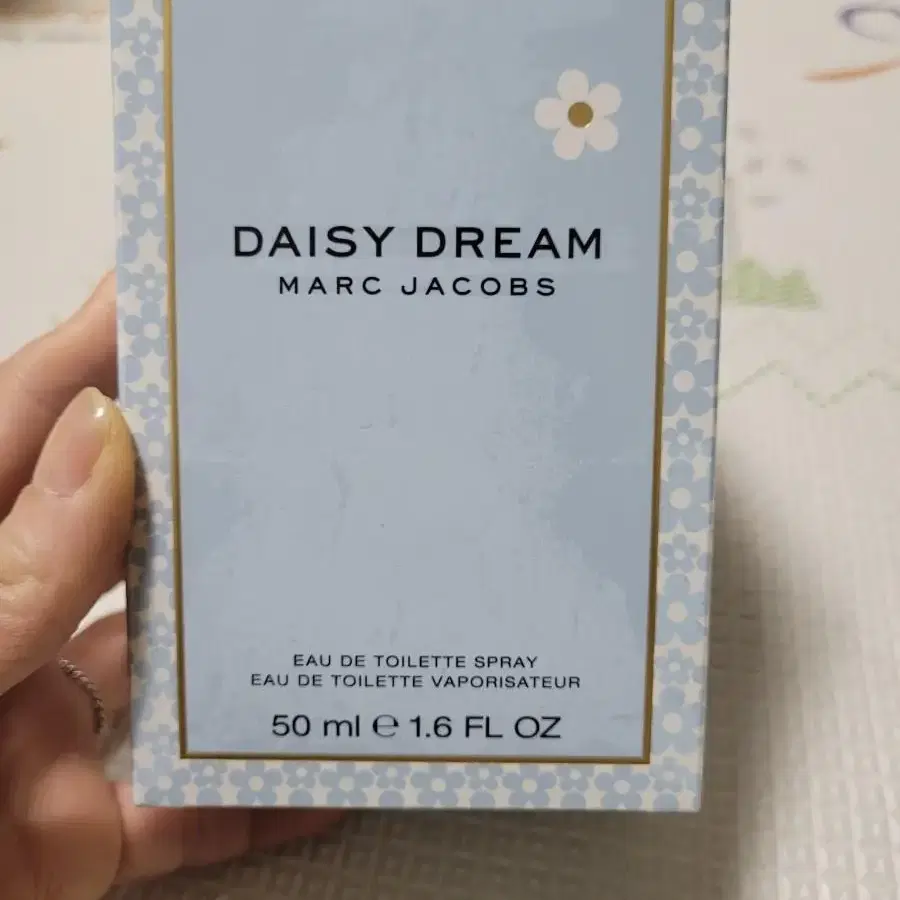 DAISY DREAM
MARC JACOBS
EAU DE TOILETTE SPRAY
EAU DE TOILETTE VAPORISATEUR
50 ml ℮ 1.6 FL OZ